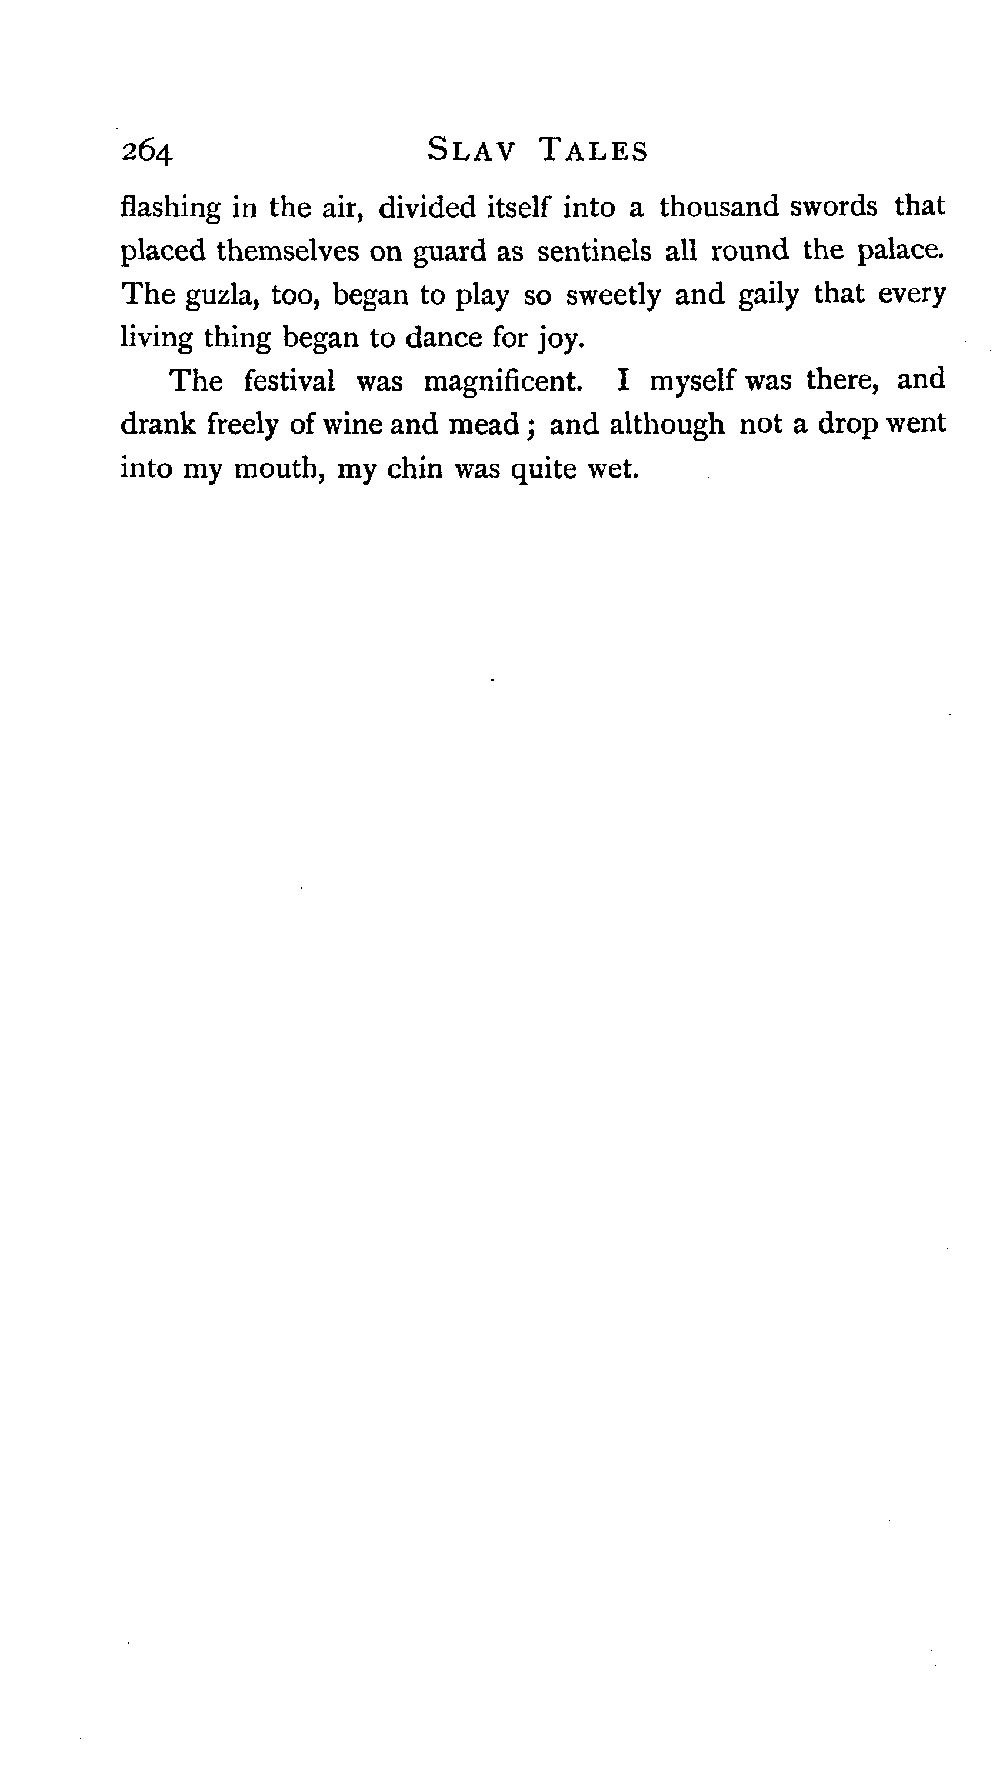 264 SLAV TALES
flashing in the air, divided itself into a thousand swords that
placed themselves on guard as sentinels all round the palace.
The guzla, too, began to play so sweetly and gaily that every
living thing began to dance for joy.
The festival was magnificent. I myself was there, and
drank freely of wine and mead ; and although not a drop went
into my mouth, my chin was quite wet.